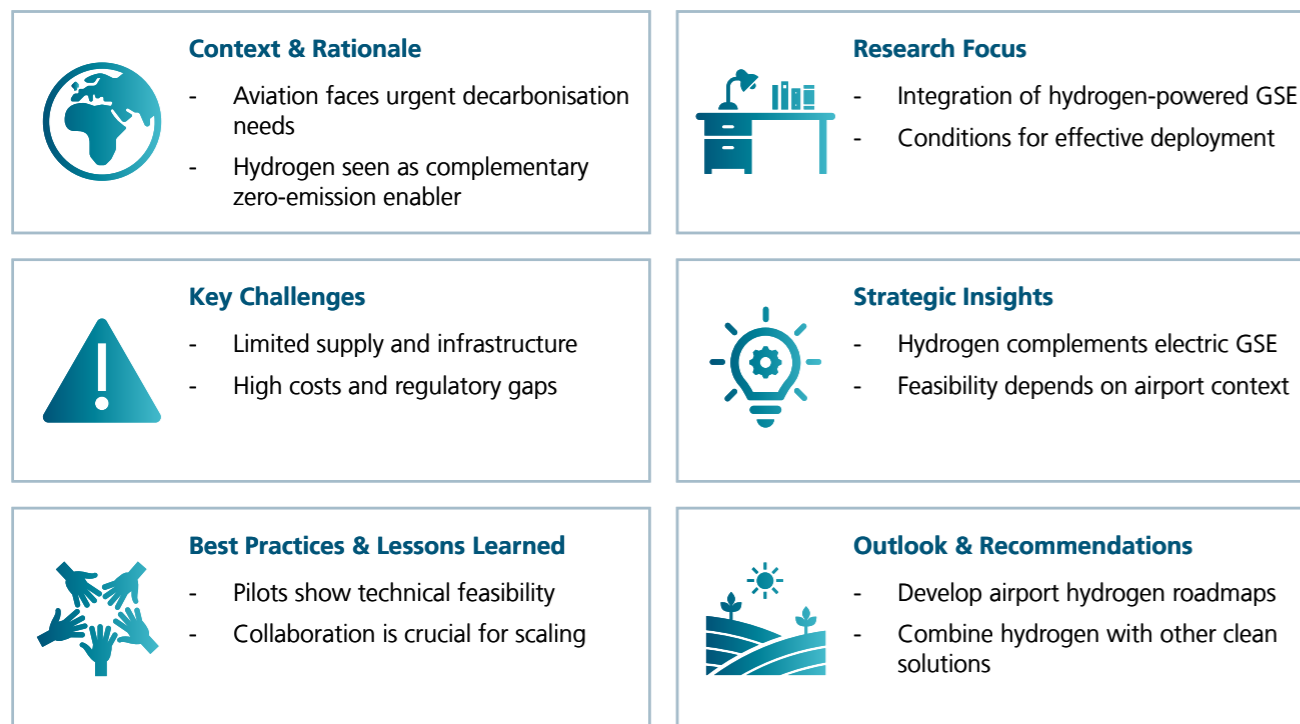 Context & Rationale
- Aviation faces urgent decarbonisation
needs
- Hydrogen seen as complementary
zero-emission enabler
Research Focus
- Integration of hydrogen-powered GSE
- Conditions for effective deployment
Key Challenges
- Limited supply and infrastructure
- High costs and regulatory gaps
Strategic Insights
- Hydrogen complements electric GSE
- Feasibility depends on airport context
Best Practices & Lessons Learned
- Pilots show technical feasibility
- Collaboration is crucial for scaling
Outlook & Recommendations
- Develop airport hydrogen roadmaps
- Combine hydrogen with other clean
solutions